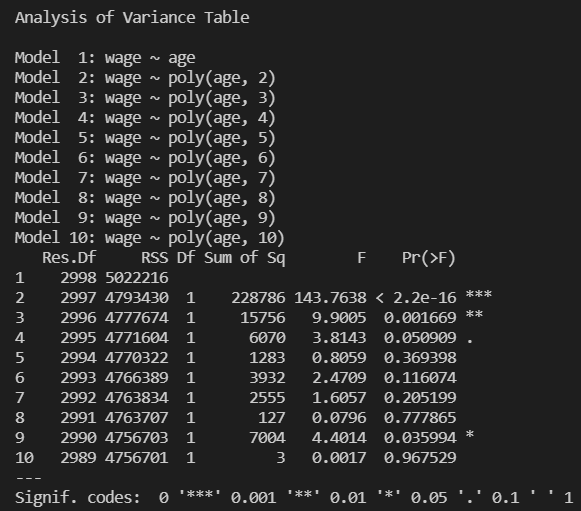 Analysis of Variance Table
Model  1: wage ~ age
Model  2: wage ~ poly(age, 2)
Model  3: wage ~ poly(age, 3)
Model  4: wage ~ poly(age, 4)
Model  5: wage ~ poly(age, 5)
Model  6: wage ~ poly(age, 6)
Model  7: wage ~ poly(age, 7)
Model  8: wage ~ poly(age, 8)
Model  9: wage ~ poly(age, 9)
Model 10: wage ~ poly(age, 10)
   Res.Df     RSS Df Sum of Sq        F    Pr(>F)
1    2998 5022216
2    2997 4793430  1    228786 143.7638 < 2.2e-16 ***
3    2996 4777674  1     15756   9.9005  0.001669 **
4    2995 4771604  1      6070   3.8143  0.050909 .
5    2994 4770322  1      1283   0.8059  0.369398
6    2993 4766389  1      3932   2.4709  0.116074
7    2992 4763834  1      2555   1.6057  0.205199
8    2991 4763707  1       127   0.0796  0.777865
9    2990 4756703  1      7004   4.4014  0.035994 *
10   2989 4756701  1         3   0.0017  0.967529
---
Signif. codes:  0 '***' 0.001 '**' 0.01 '*' 0.05 '.' 0.1 ' ' 1